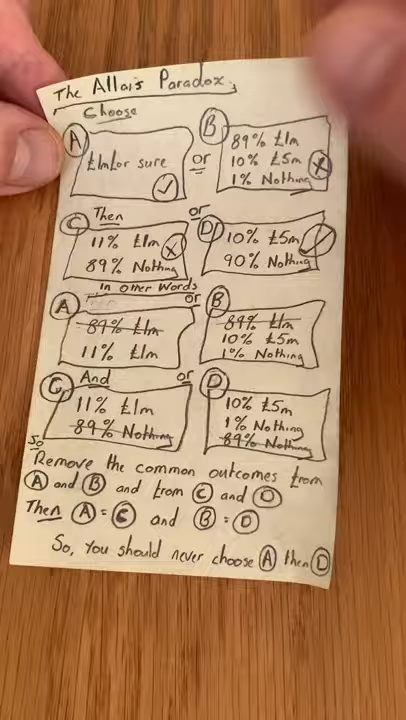 The Allais Paradox,
Choose
A
£1m for sure
✓
or
B
89% £1m
10% £5m
1% Nothing
x
Then
or
C
11% £1m
x
89% Nothing
D
10% £5m
90% Nothing
✓
In Other Words
Then
or
A
89% £1m
11% £1m
B
89% £1m
10% £5m
1% Nothing
And
or
C
11% £1m
89% Nothing
D
10% £5m
1% Nothing
89% Nothing
So
Remove the common outcomes from
A and B and from C and D
Then A = C and B = D
So, You should never choose A then D